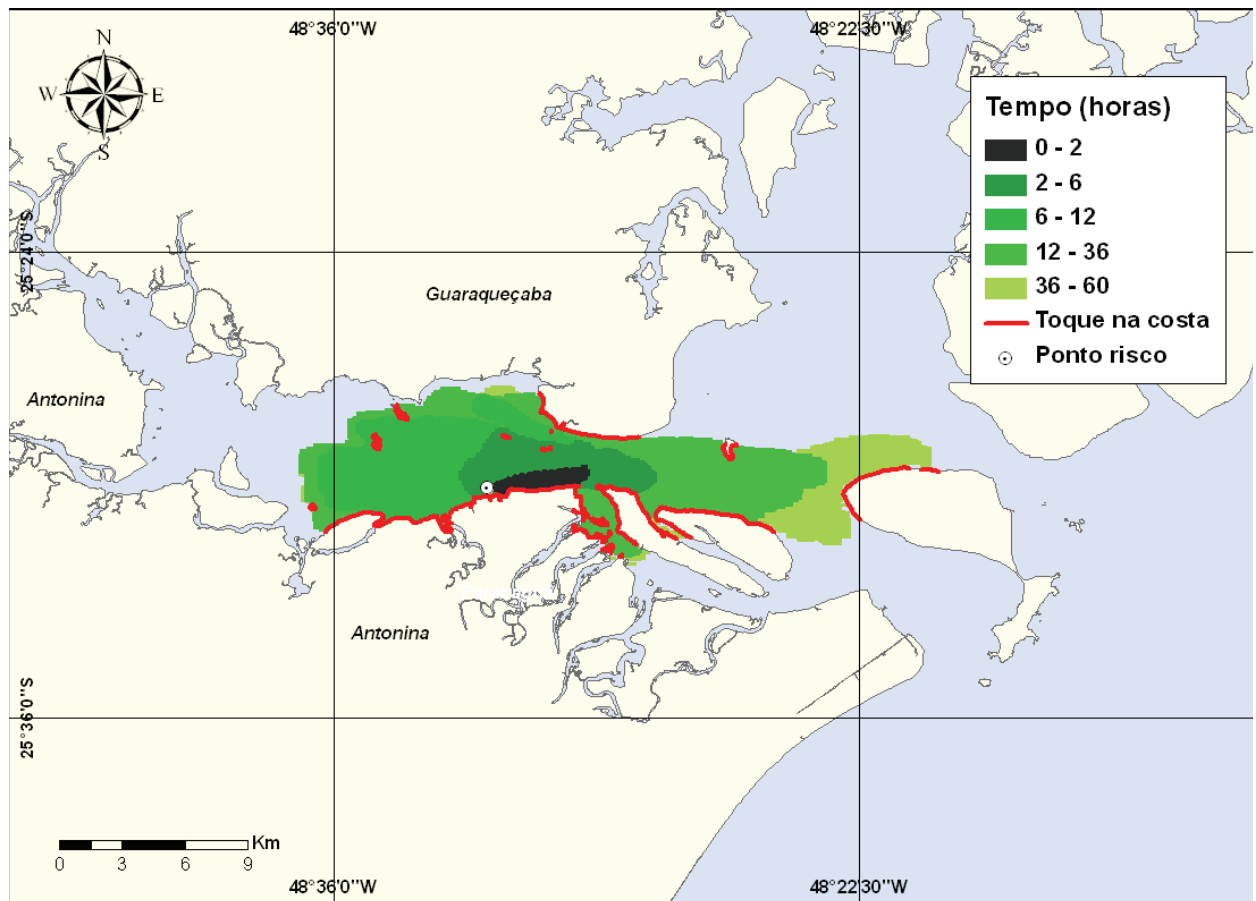 48°36'0"W
48°22'30"W
N
W
E
S
Tempo (horas)
0 - 2
2 - 6
6 - 12
12 - 36
36 - 60
Toque na costa
Ponto risco
25°24'0"S
Guaraqueçaba
Antonina
Antonina
25°36'0"S
Km
0
3
6
9
48°36'0"W
48°22'30"W